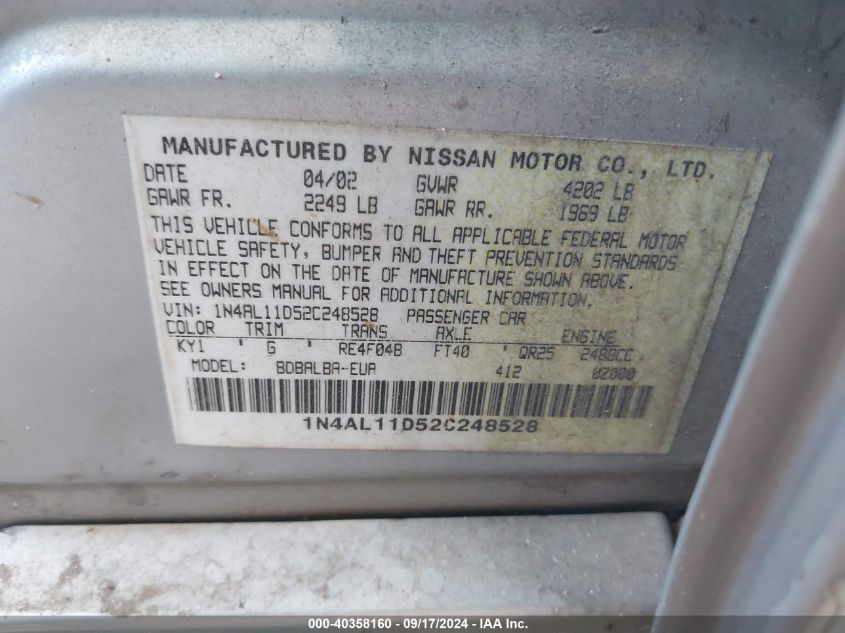 MANUFACTURED BY NISSAN MOTOR CO., LTD.
DATE 04/02 GVWR 4202 LB
GAWR FR. 2249 LB GAWR RR. 1969 LB
THIS VEHICLE CONFORMS TO ALL APPLICABLE FEDERAL MOTOR
VEHICLE SAFETY, BUMPER AND THEFT PREVENTION STANDARDS
IN EFFECT ON THE DATE OF MANUFACTURE SHOWN ABOVE.
SEE OWNERS MANUAL FOR ADDITIONAL INFORMATION.
VIN: 1N4AL11D52C248528 PASSENGER CAR
COLOR TRIM TRANS AXLE ENGINE
KY1 ' G ' RE4F04B FT40 ' QR25 2488CC
MODEL: BDBALBA-EUA 412 02000
1N4AL11D52C248528
000-40358160 - 09/17/2024 - IAA Inc.